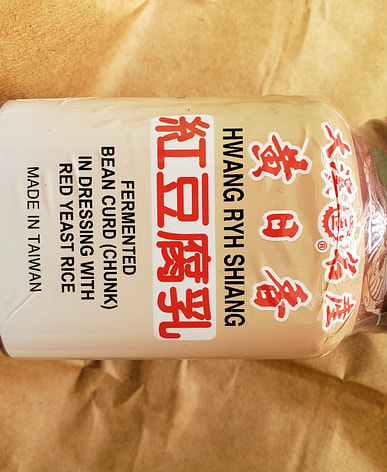 大溪名產
®
黃日香
HWANG RYH SHIANG
紅豆腐乳
FERMENTED
BEAN CURD (CHUNK)
IN DRESSING WITH
RED YEAST RICE
MADE IN TAIWAN